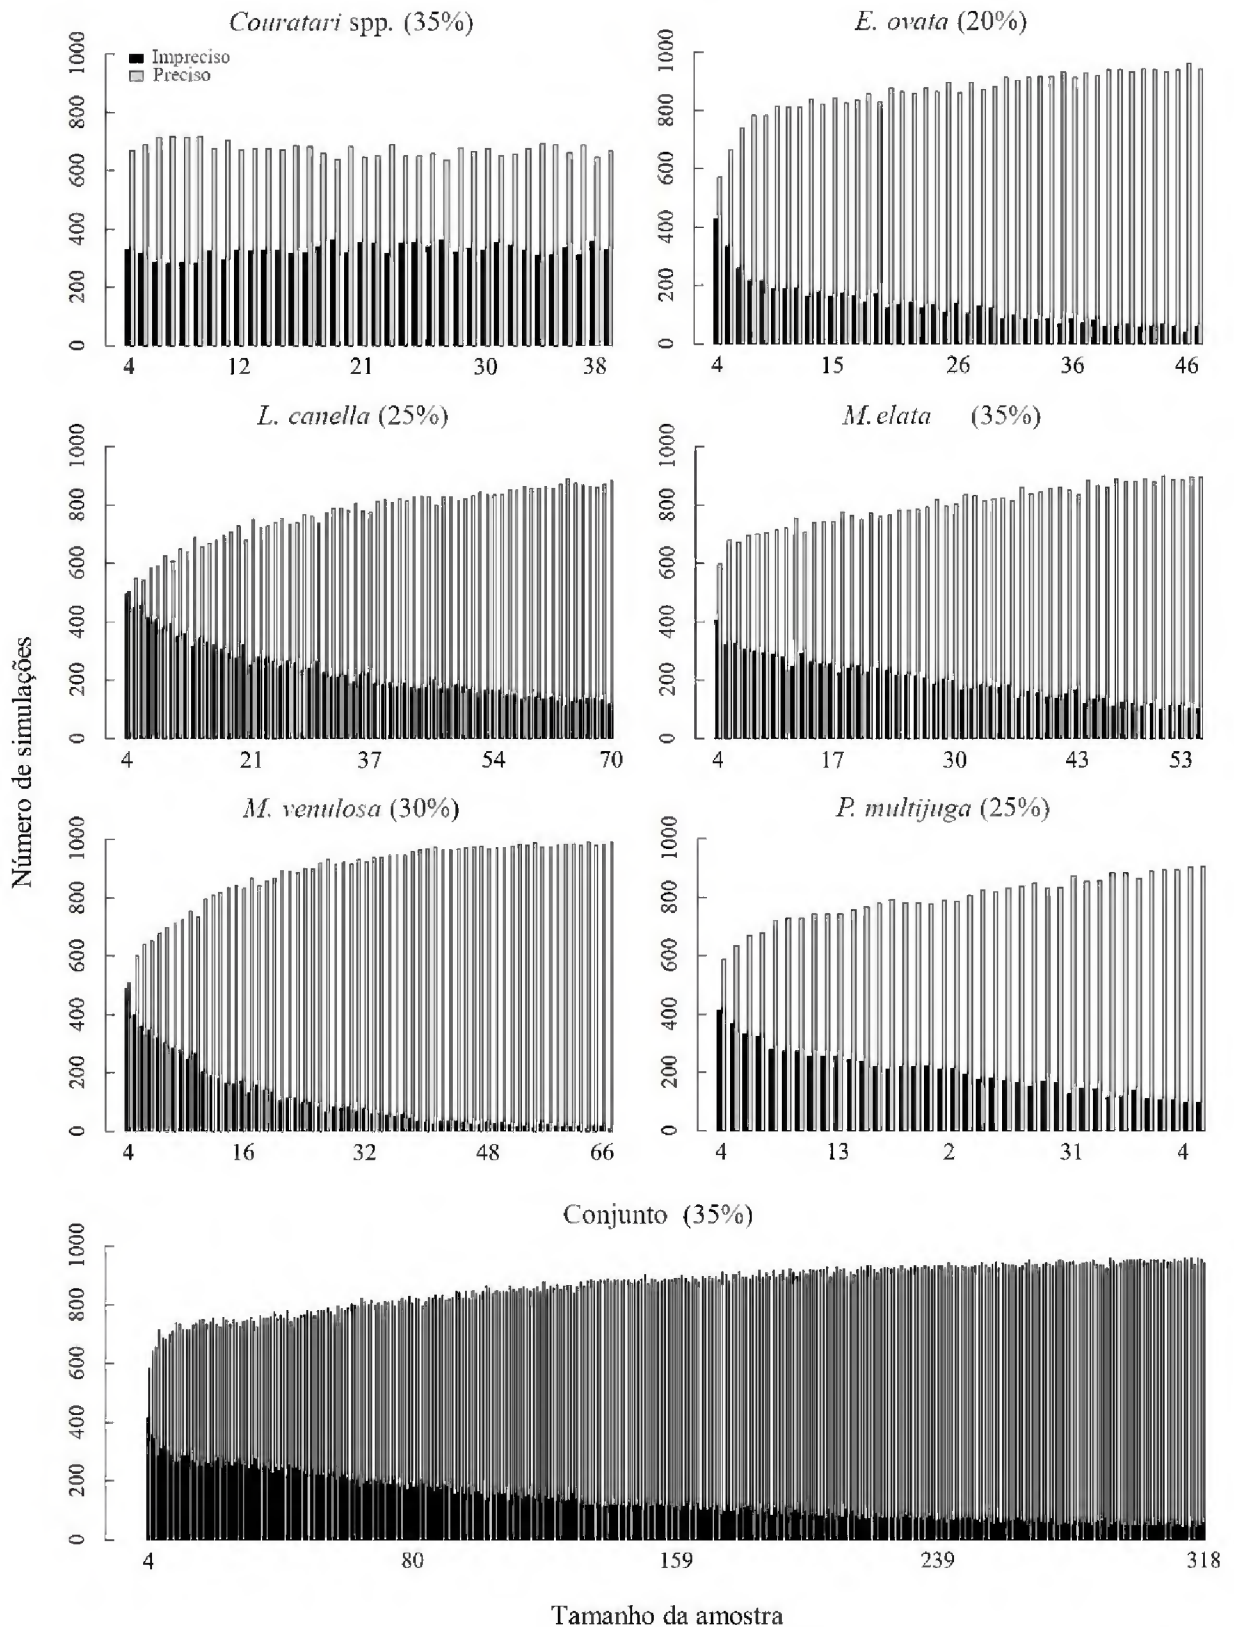 Couratari spp. (35%)
1000
800
600
400
200
0
Impreciso
Preciso
4 12 21 30 38
E. ovata (20%)
1000
800
600
400
200
0
4 15 26 36 46
L. canella (25%)
1000
800
600
400
200
0
4 21 37 54 70
M. elata (35%)
1000
800
600
400
200
0
4 17 30 43 53
Número de simulações
M. venulosa (30%)
1000
800
600
400
200
0
4 16 32 48 66
P. multijuga (25%)
1000
800
600
400
200
0
4 13 2 31 4
Conjunto (35%)
1000
800
600
400
200
0
4 80 159 239 318
Tamanho da amostra